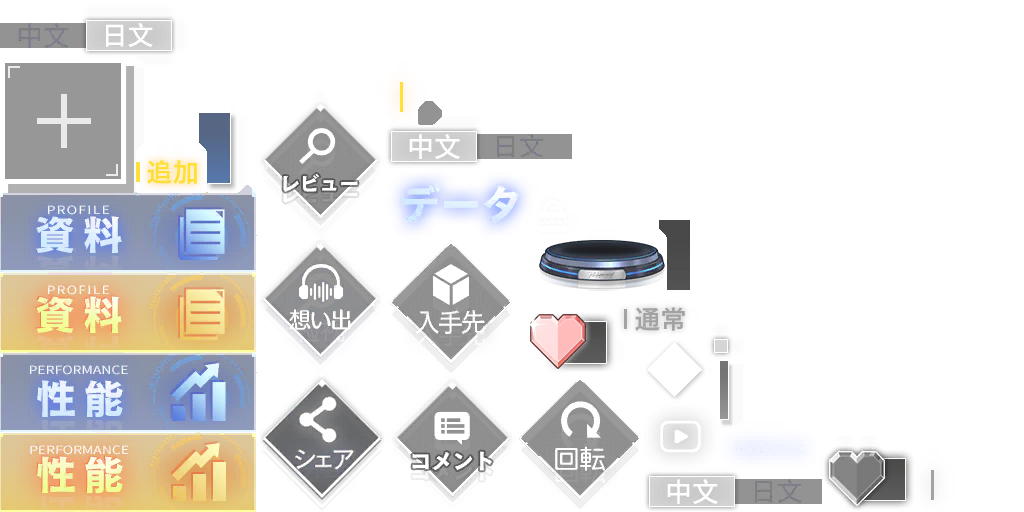 中文 日文
追加
PROFILE
資料
PROFILE
資料
PERFORMANCE
性能
PERFORMANCE
性能
レビュー
中文 日文
データ
想い出
入手先
通常
シェア
コメント
回転
中文 日文